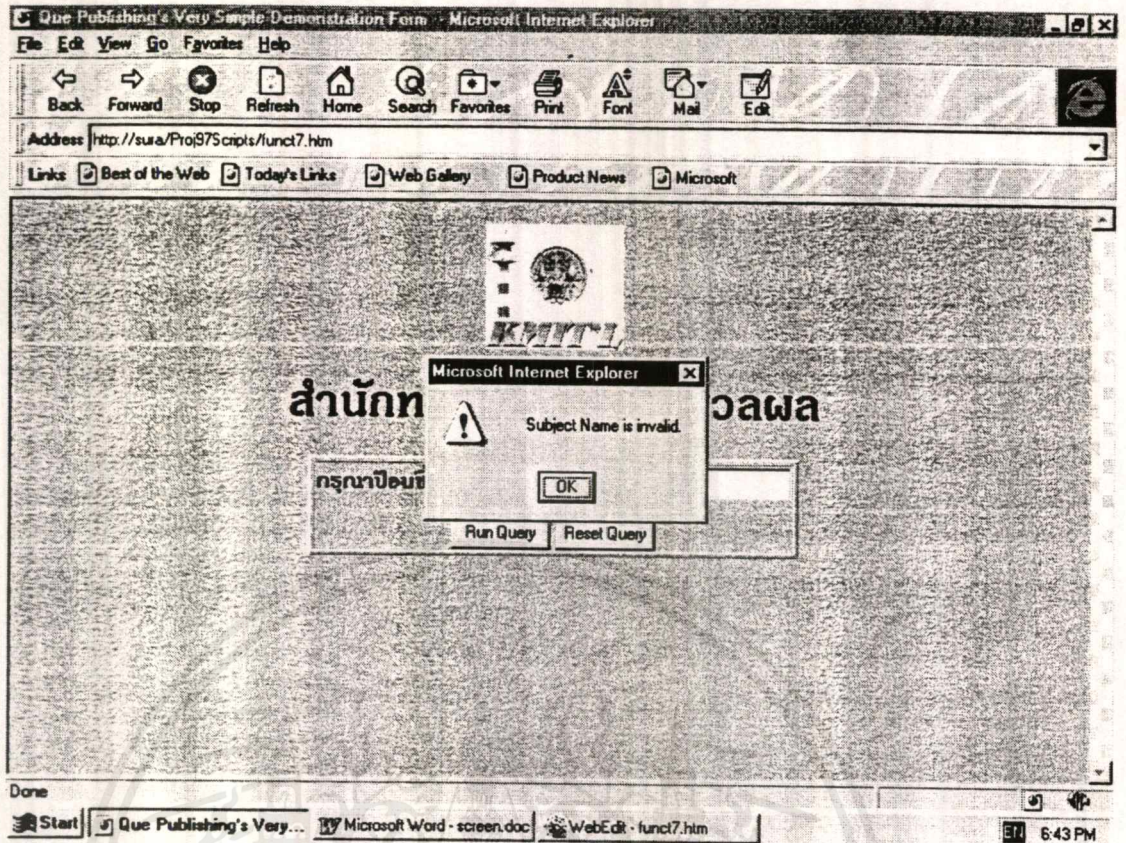 Que Publishing's Very Simple Demonstration Form - Microsoft Internet Explorer
File Edit View Go Favorites Help
Back Forward Stop Refresh Home Search Favorites Print Font Mail Edit
Address http://sura/Proj97Scripts/funct7.htm
Links Best of the Web Today's Links Web Gallery Product News Microsoft
KMITL
Microsoft Internet Explorer
สำนักท วลผล
Subject Name is invalid.
กรุณาป้อนชื
OK
Run Query Reset Query
Done
Start Que Publishing's Very... Microsoft Word - screen.doc WebEdit - funct7.htm EN 6:43 PM